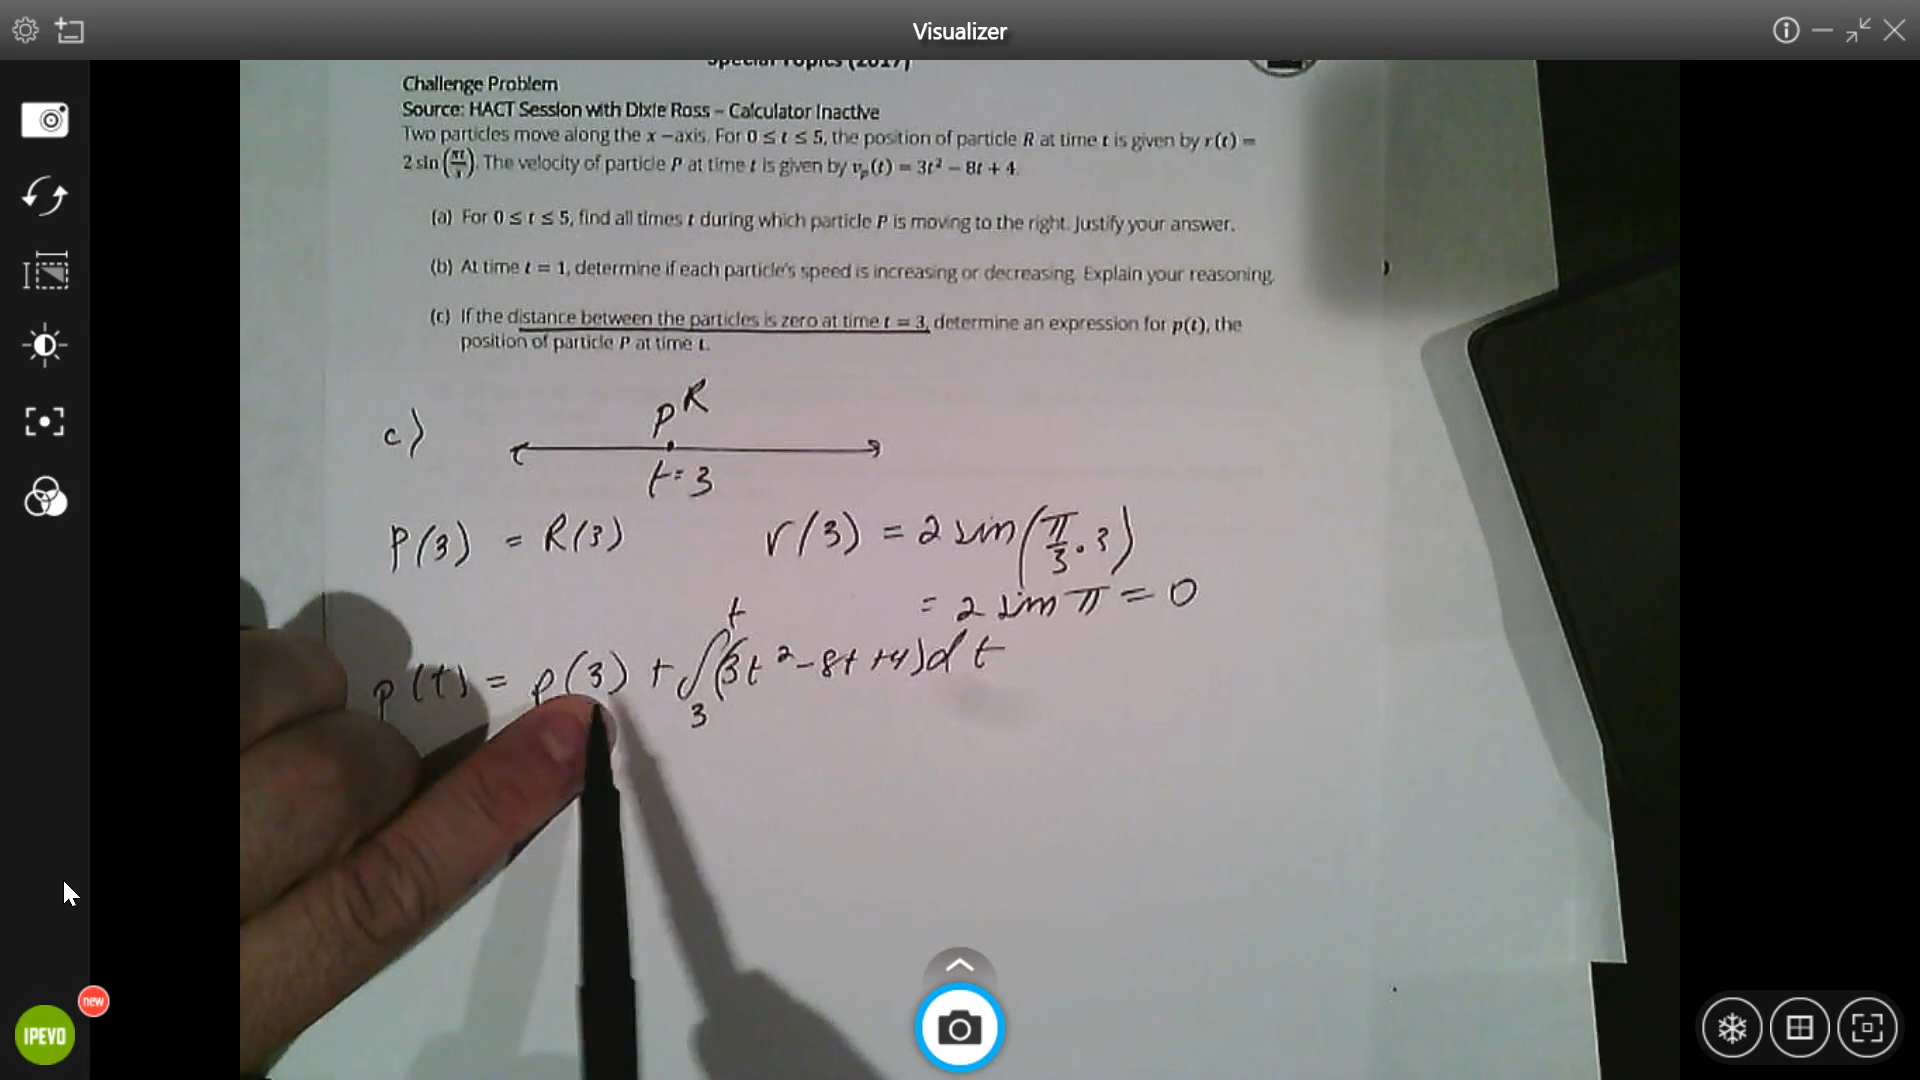 Visualizer
Special Topics (2017)
Challenge Problem
Source: HACT Session with Dixie Ross – Calculator Inactive
Two particles move along the x –axis. For 0 ≤ t ≤ 5, the position of particle R at time t is given by r(t) =
2 sin (πt/3). The velocity of particle P at time t is given by vₚ(t) = 3t² − 8t + 4.
(a) For 0 ≤ t ≤ 5, find all times t during which particle P is moving to the right. Justify your answer.
(b) At time t = 1, determine if each particle's speed is increasing or decreasing. Explain your reasoning.
(c) If the distance between the particles is zero at time t = 3, determine an expression for p(t), the
position of particle P at time t.
c)
P R
t=3
P(3) = R(3)
r(3) = 2 sin(π/3 · 3)
= 2 sin π = 0
p(t) = p(3) + ∫₃ᵗ (3t² − 8t + 4) dt
new
IPEVO